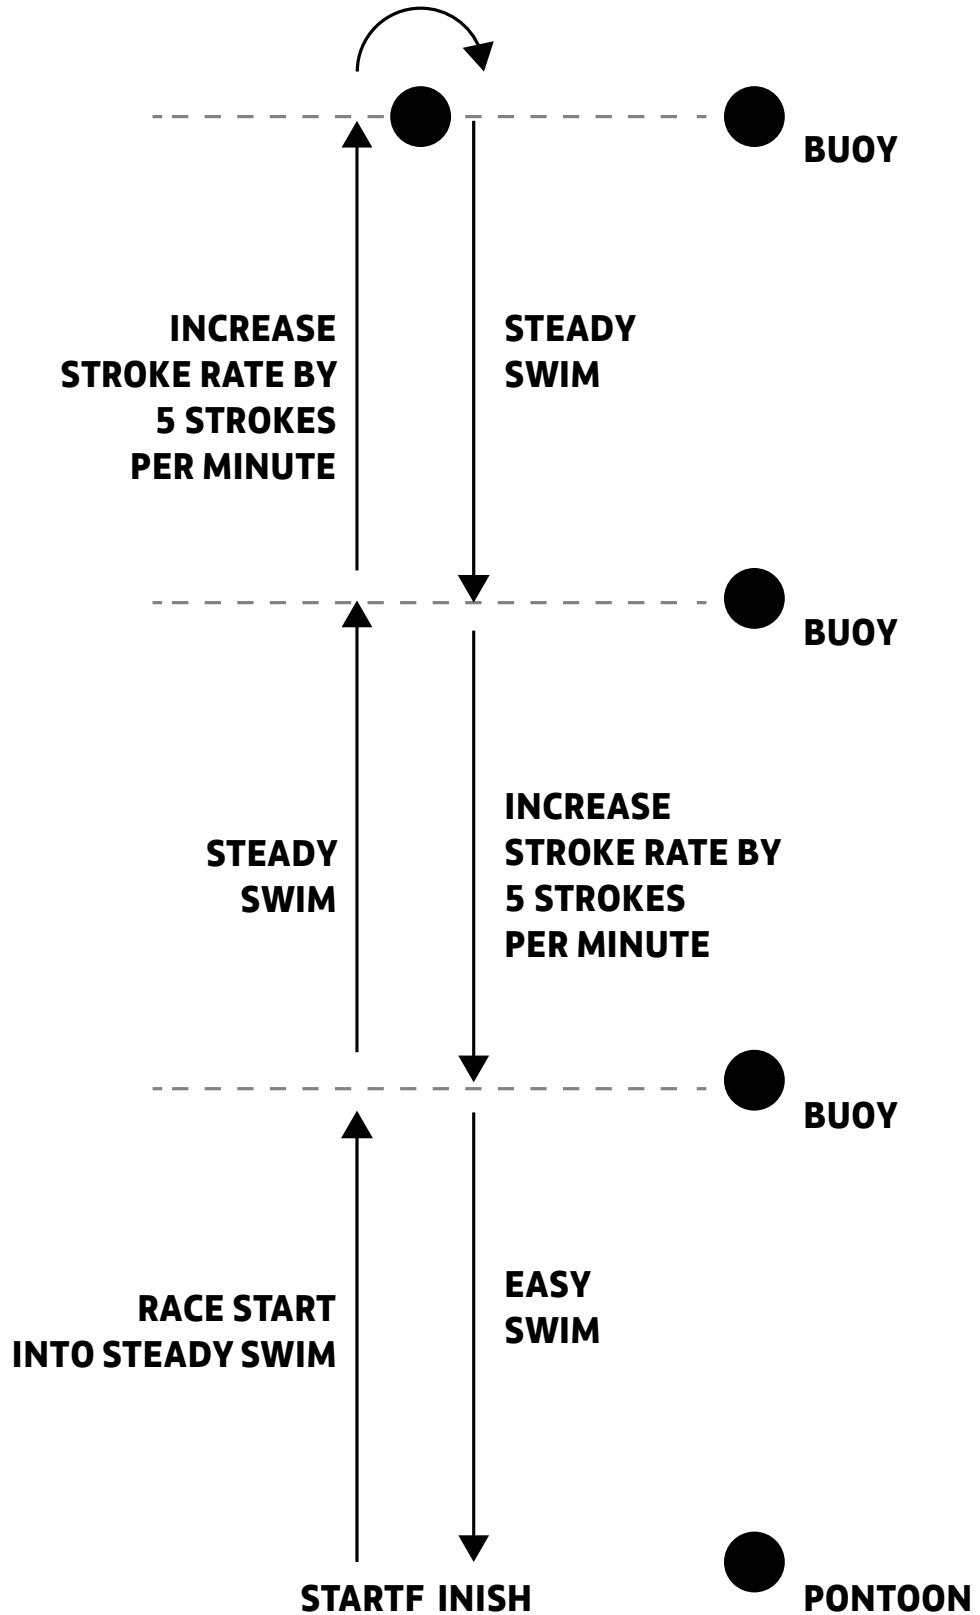 BUOY
INCREASE
STROKE RATE BY
5 STROKES
PER MINUTE
STEADY
SWIM
BUOY
STEADY
SWIM
INCREASE
STROKE RATE BY
5 STROKES
PER MINUTE
BUOY
RACE START
INTO STEADY SWIM
EASY
SWIM
STARTF INISH
PONTOON